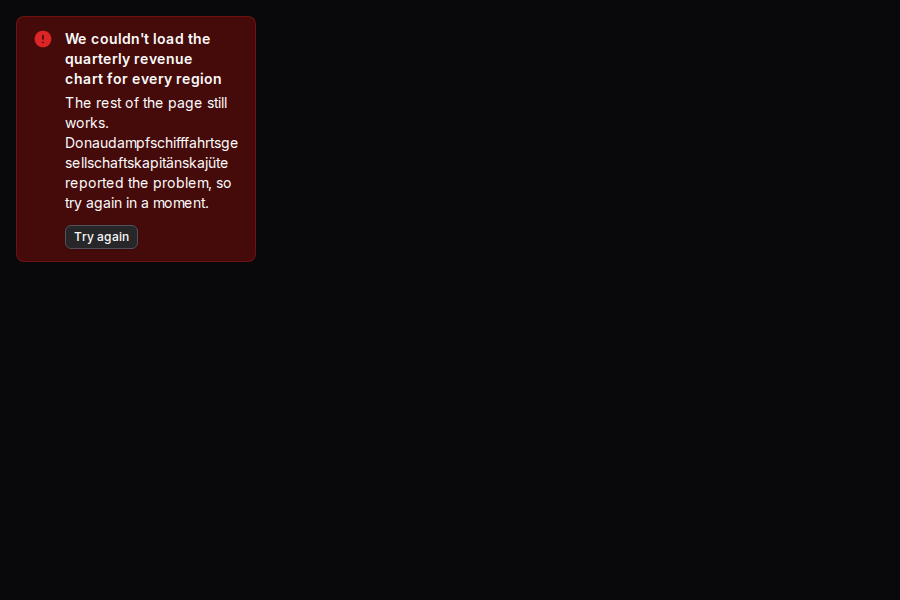 We couldn't load the
quarterly revenue
chart for every region
The rest of the page still
works.
Donaudampfschifffahrtsge
sellschaftskapitänskajüte
reported the problem, so
try again in a moment.
Try again